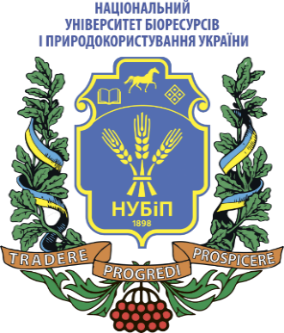 НАЦІОНАЛЬНИЙ
УНІВЕРСИТЕТ БІОРЕСУРСІВ
І ПРИРОДОКОРИСТУВАННЯ УКРАЇНИ
НУБіП
1898
TRADERE
PROGREDI
PROSPICERE